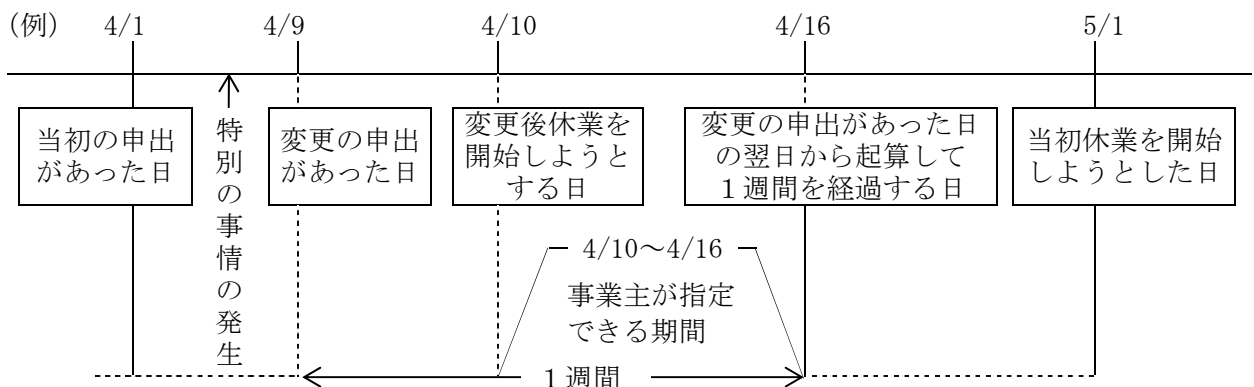 (例) 4/1 4/9 4/10 4/16 5/1
当初の申出
があった日
特別の事情の発生
変更の申出
があった日
変更後休業を
開始しようと
する日
変更の申出があった日
の翌日から起算して
１週間を経過する日
当初休業を開始
しようとした日
4/10～4/16
事業主が指定
できる期間
１週間